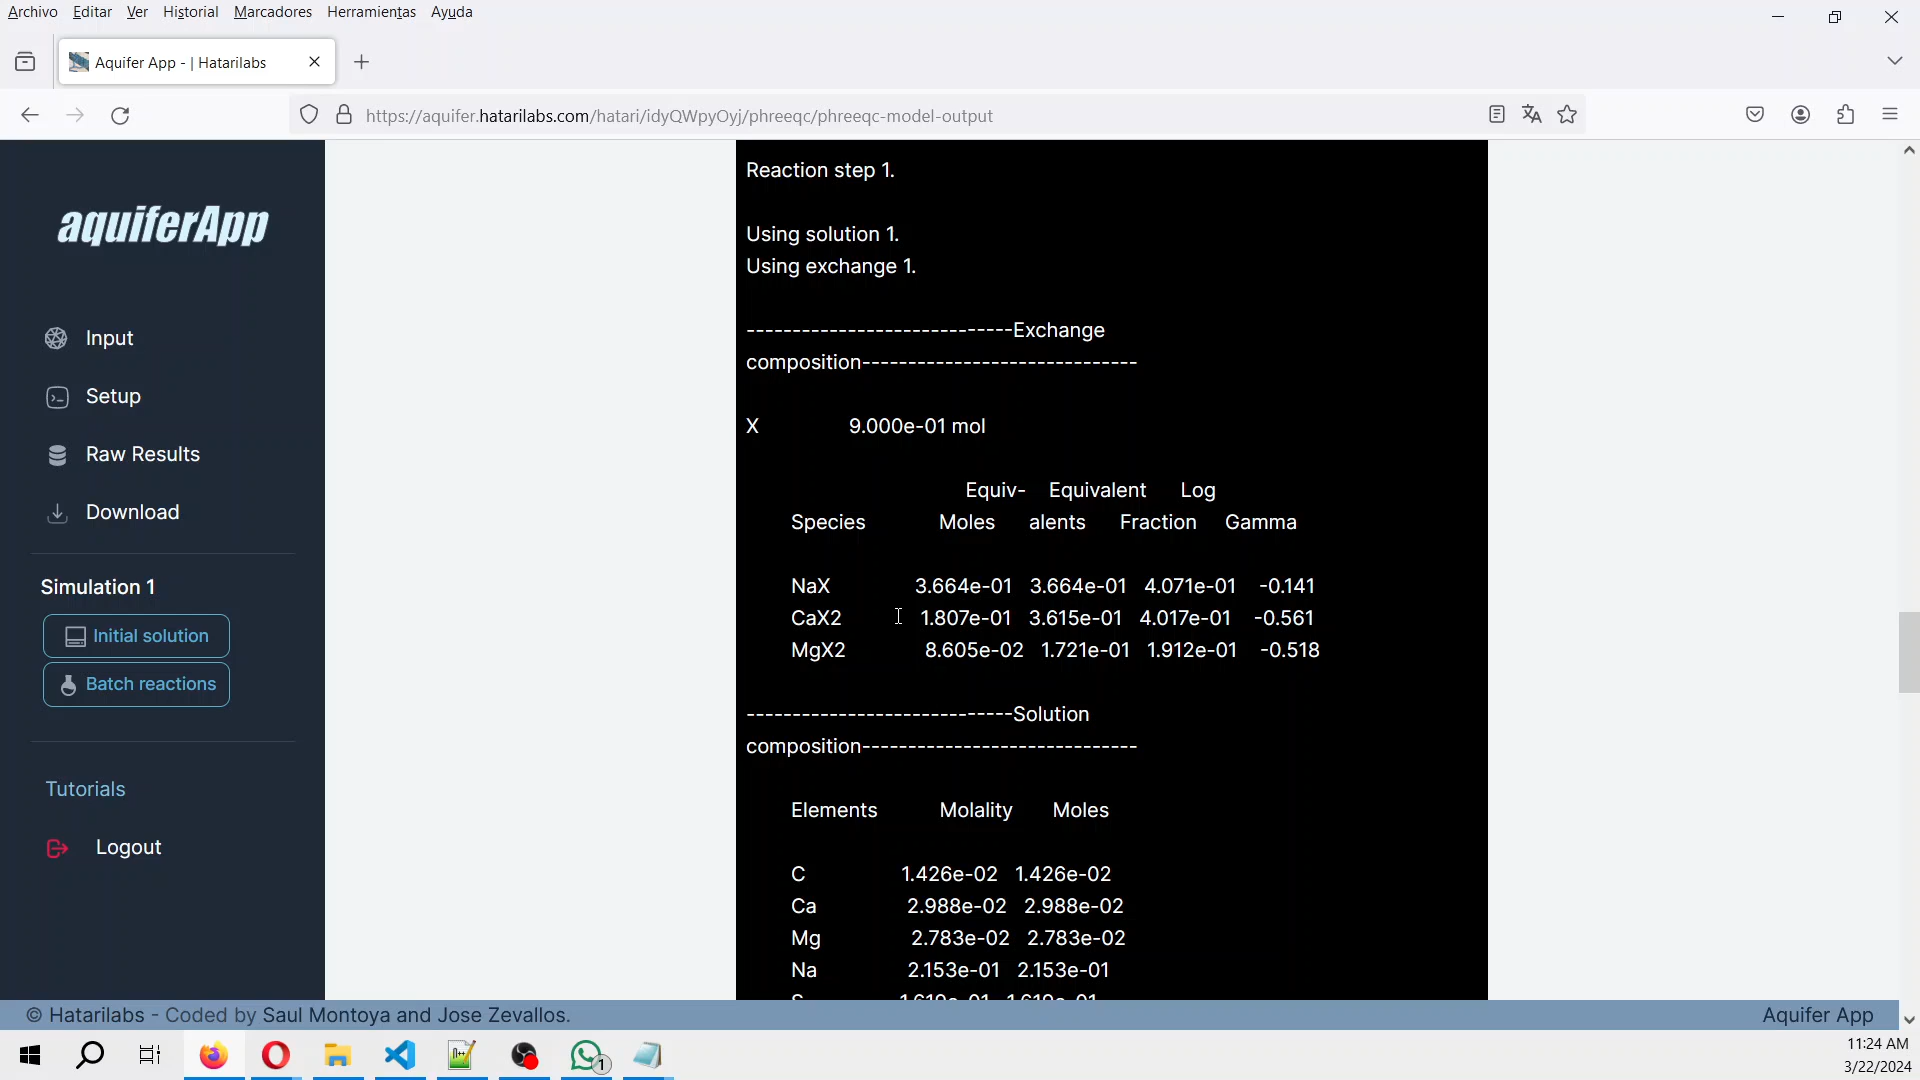 Archivo Editar Ver Historial Marcadores Herramientas Ayuda
Aquifer App - | Hatarilabs
https://aquifer.hatarilabs.com/hatari/idyQWpyOyj/phreeqc/phreeqc-model-output
aquiferApp
Input
Setup
Raw Results
Download
Simulation 1
Initial solution
Batch reactions
Tutorials
Logout
Reaction step 1.
Using solution 1.
Using exchange 1.
-----------------------------Exchange
composition------------------------------
X 9.000e-01 mol
Equiv- Equivalent Log
Species Moles alents Fraction Gamma
NaX 3.664e-01 3.664e-01 4.071e-01 -0.141
CaX2 1.807e-01 3.615e-01 4.017e-01 -0.561
MgX2 8.605e-02 1.721e-01 1.912e-01 -0.518
-----------------------------Solution
composition------------------------------
Elements Molality Moles
C 1.426e-02 1.426e-02
Ca 2.988e-02 2.988e-02
Mg 2.783e-02 2.783e-02
Na 2.153e-01 2.153e-01
© Hatarilabs - Coded by Saul Montoya and Jose Zevallos.
Aquifer App
1
11:24 AM
3/22/2024